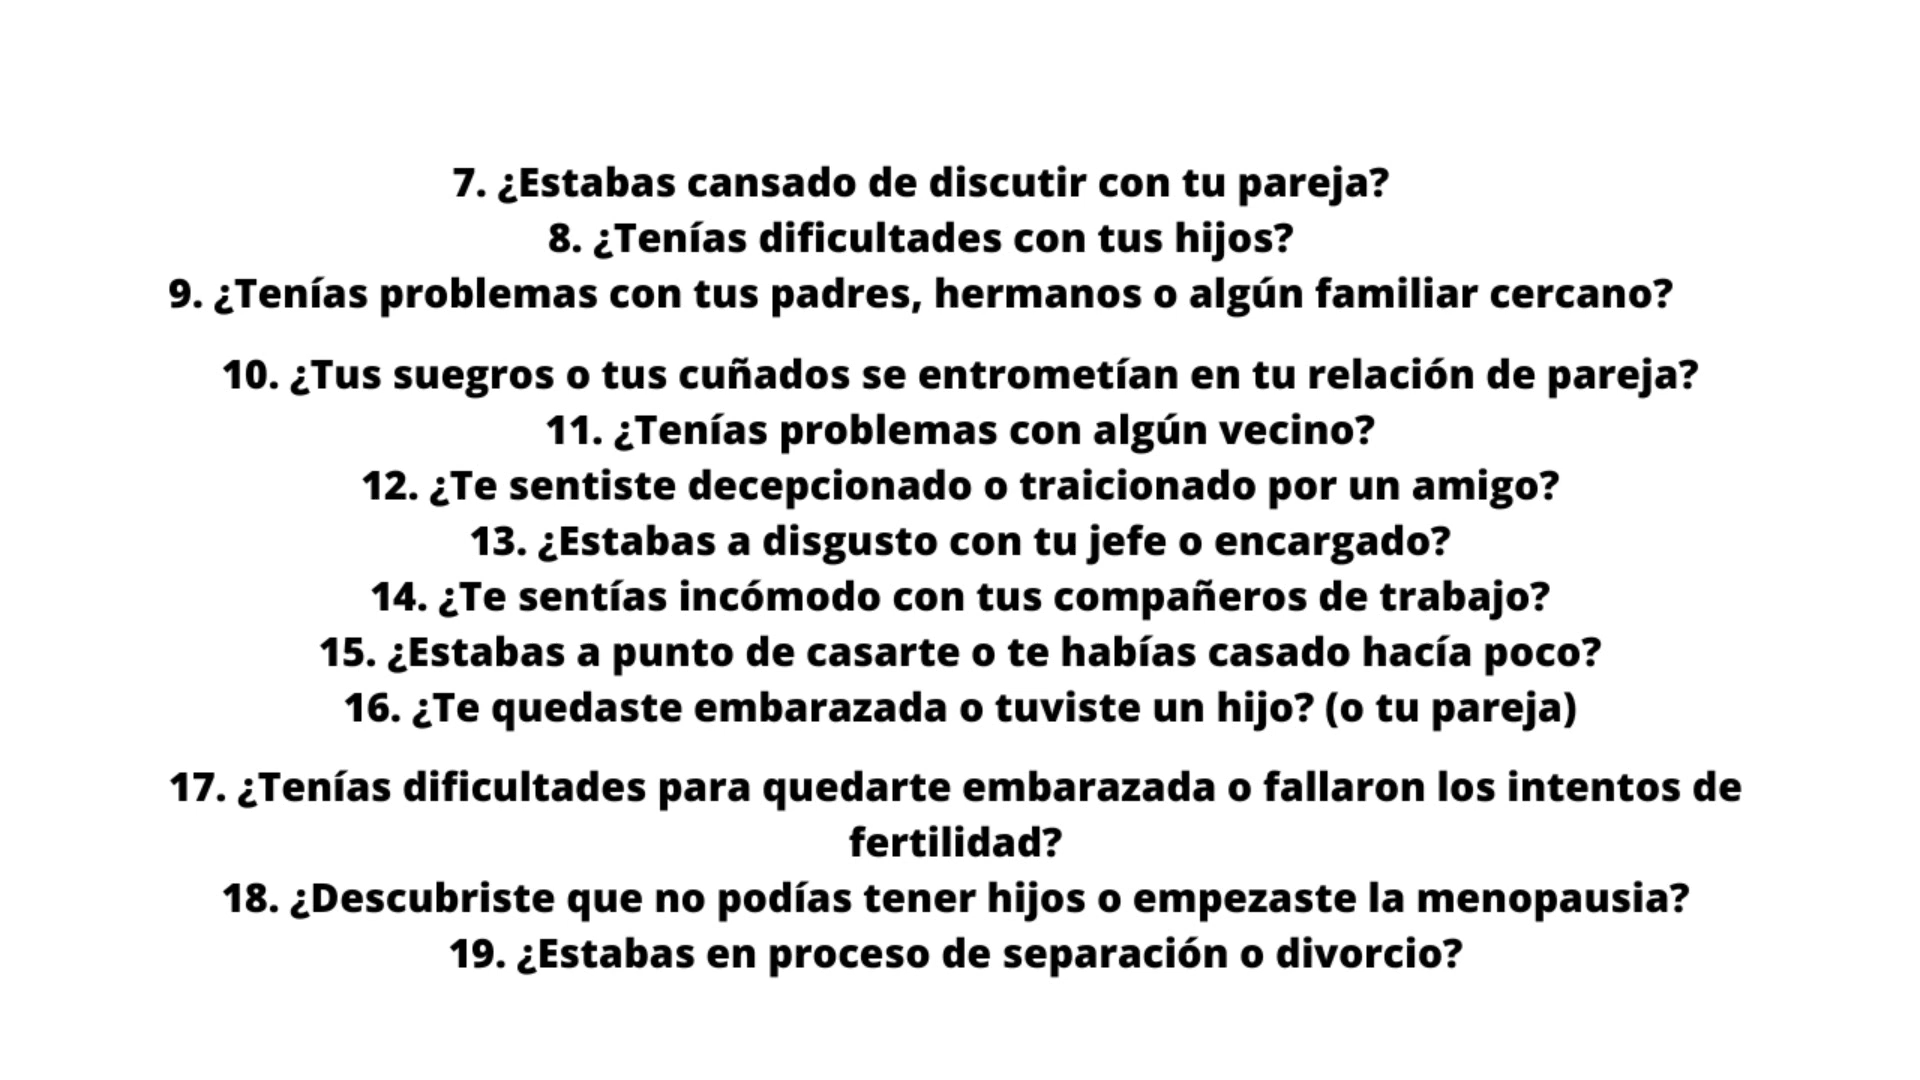 7. ¿Estabas cansado de discutir con tu pareja?
8. ¿Tenías dificultades con tus hijos?
9. ¿Tenías problemas con tus padres, hermanos o algún familiar cercano?
10. ¿Tus suegros o tus cuñados se entrometían en tu relación de pareja?
11. ¿Tenías problemas con algún vecino?
12. ¿Te sentiste decepcionado o traicionado por un amigo?
13. ¿Estabas a disgusto con tu jefe o encargado?
14. ¿Te sentías incómodo con tus compañeros de trabajo?
15. ¿Estabas a punto de casarte o te habías casado hacía poco?
16. ¿Te quedaste embarazada o tuviste un hijo? (o tu pareja)
17. ¿Tenías dificultades para quedarte embarazada o fallaron los intentos de
fertilidad?
18. ¿Descubriste que no podías tener hijos o empezaste la menopausia?
19. ¿Estabas en proceso de separación o divorcio?